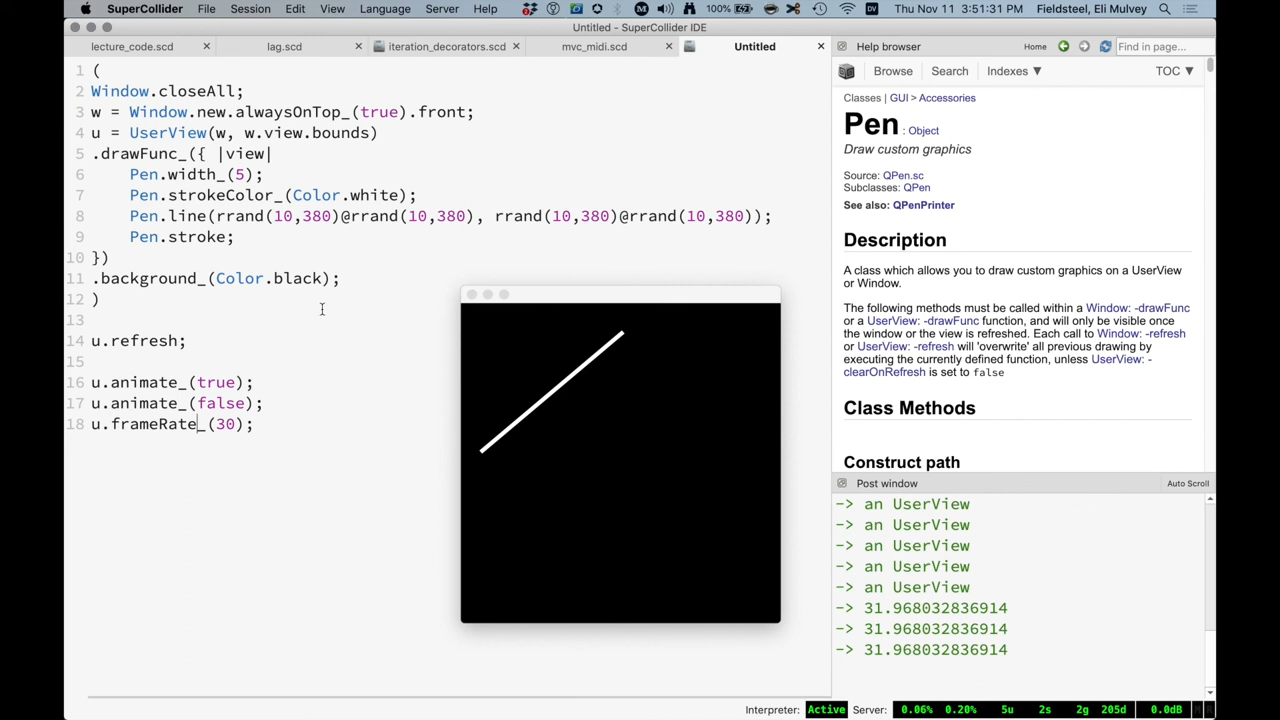 SuperCollider File Session Edit View Language Server Help 100% Thu Nov 11 3:51:31 PM Fieldsteel, Eli Mulvey
Untitled - SuperCollider IDE
lecture_code.scd lag.scd iteration_decorators.scd mvc_midi.scd Untitled
Help browser Home Find in page...
Browse Search Indexes ▼ TOC ▼
1 (
2 Window.closeAll;
3 w = Window.new.alwaysOnTop_(true).front;
4 u = UserView(w, w.view.bounds)
5 .drawFunc_({ |view|
6 Pen.width_(5);
7 Pen.strokeColor_(Color.white);
8 Pen.line(rrand(10,380)@rrand(10,380), rrand(10,380)@rrand(10,380));
9 Pen.stroke;
10 })
11 .background_(Color.black);
12 )
13
14 u.refresh;
15
16 u.animate_(true);
17 u.animate_(false);
18 u.frameRate_(30);
Classes | GUI > Accessories
Pen : Object
Draw custom graphics
Source: QPen.sc
Subclasses: QPen
See also: QPenPrinter
Description
A class which allows you to draw custom graphics on a UserView
or Window.
The following methods must be called within a Window: -drawFunc
or a UserView: -drawFunc function, and will only be visible once
the window or the view is refreshed. Each call to Window: -refresh
or UserView: -refresh will 'overwrite' all previous drawing by
executing the currently defined function, unless UserView: -
clearOnRefresh is set to false
Class Methods
Construct path
Post window Auto Scroll
-> an UserView
-> an UserView
-> an UserView
-> an UserView
-> an UserView
-> 31.968032836914
-> 31.968032836914
-> 31.968032836914
Interpreter: Active Server: 0.06% 0.20% 5u 2s 2g 205d 0.0dB M R